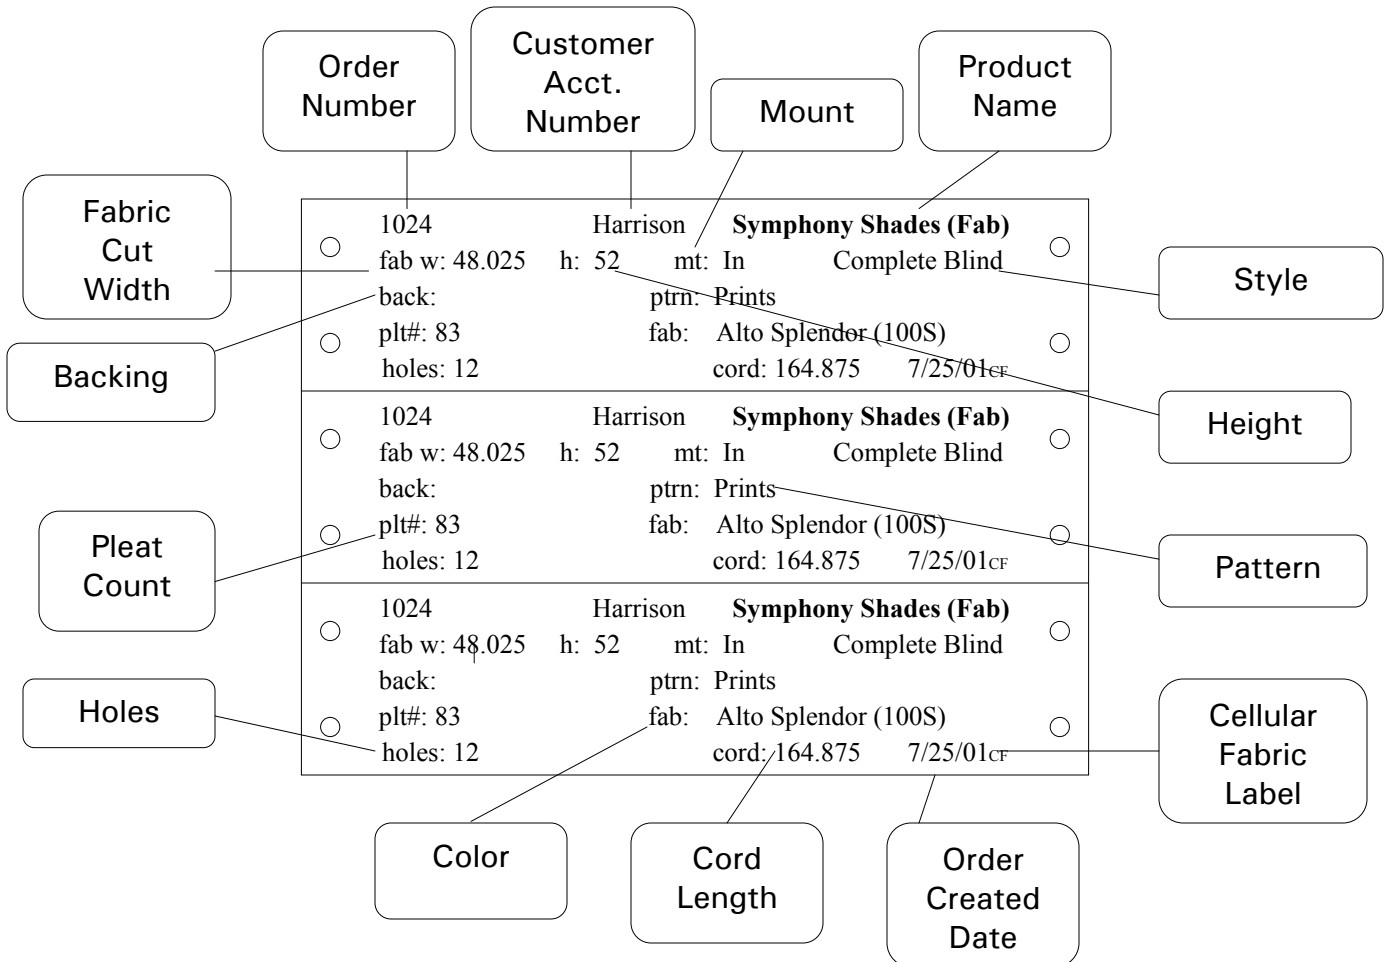 Order
Number
Customer
Acct.
Number
Mount
Product
Name
Fabric
Cut
Width
Backing
Pleat
Count
Holes
1024 Harrison Symphony Shades (Fab)
fab w: 48.025 h: 52 mt: In Complete Blind
back: ptrn: Prints
plt#: 83 fab: Alto Splendor (100S)
holes: 12 cord: 164.875 7/25/01CF
1024 Harrison Symphony Shades (Fab)
fab w: 48.025 h: 52 mt: In Complete Blind
back: ptrn: Prints
plt#: 83 fab: Alto Splendor (100S)
holes: 12 cord: 164.875 7/25/01CF
1024 Harrison Symphony Shades (Fab)
fab w: 48.025 h: 52 mt: In Complete Blind
back: ptrn: Prints
plt#: 83 fab: Alto Splendor (100S)
holes: 12 cord: 164.875 7/25/01CF
Style
Height
Pattern
Cellular
Fabric
Label
Color
Cord
Length
Order
Created
Date